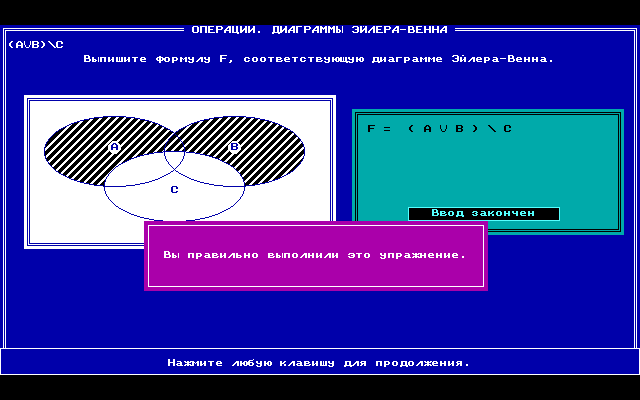 ОПЕРАЦИИ. ДИАГРАММЫ ЭЙЛЕРА-ВЕННА
(A∪B)\C
Выпишите формулу F, соответствующую диаграмме Эйлера-Венна.
F = ( A ∪ B ) \ C
A
B
C
Ввод закончен
Вы правильно выполнили это упражнение.
Нажмите любую клавишу для продолжения.